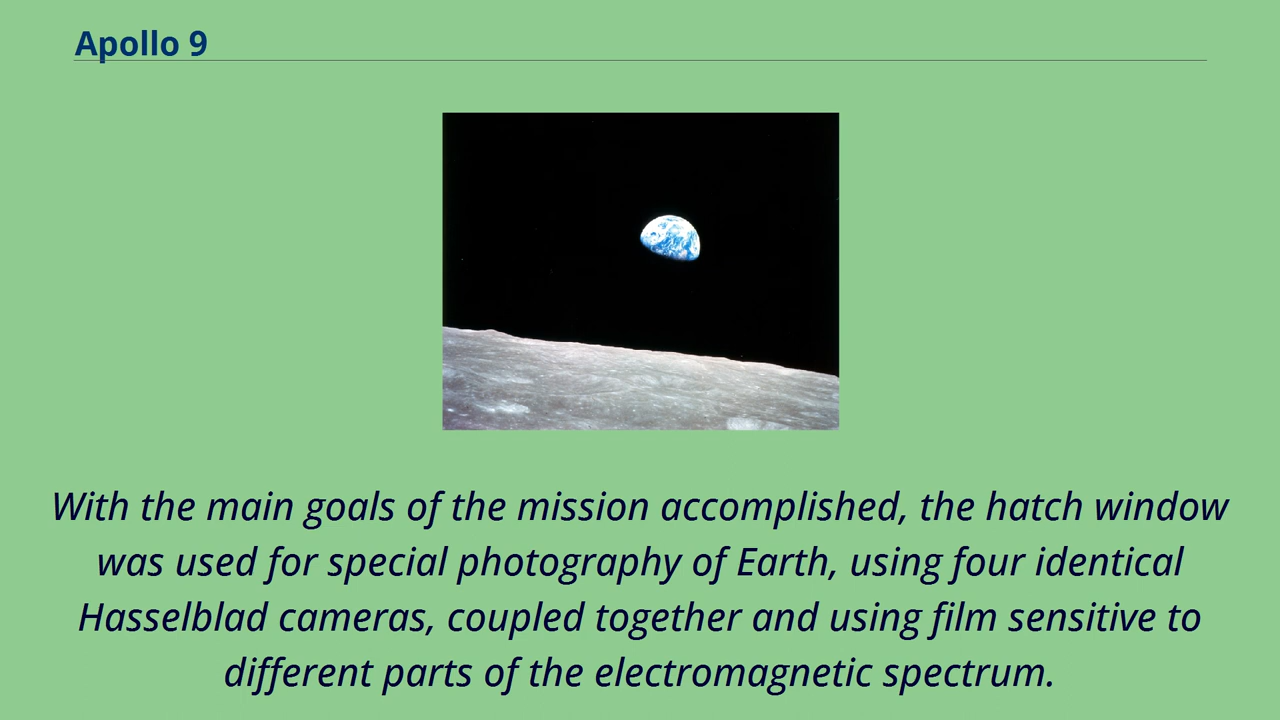 Apollo 9
With the main goals of the mission accomplished, the hatch window
was used for special photography of Earth, using four identical
Hasselblad cameras, coupled together and using film sensitive to
different parts of the electromagnetic spectrum.